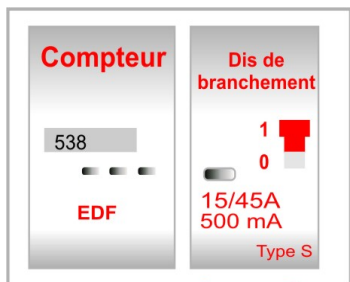 Compteur
538
EDF
Dis de
branchement
1
0
15/45A
500 mA
Type S